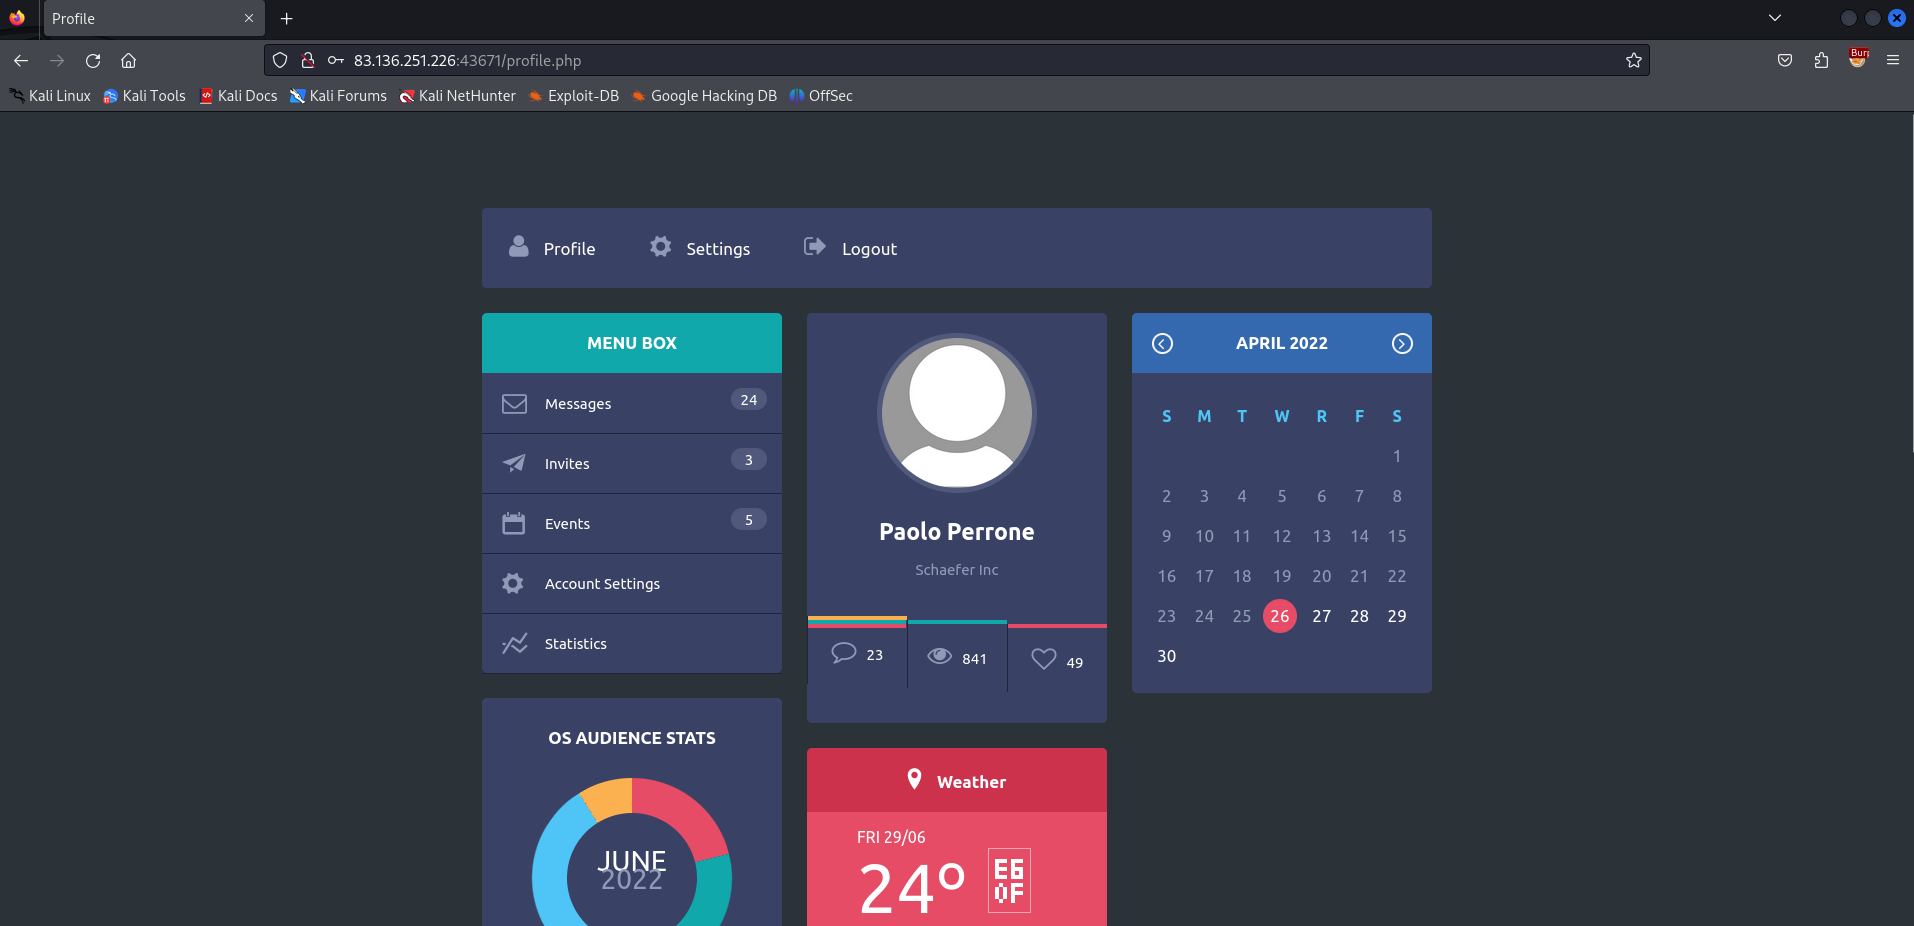 Profile
83.136.251.226:43671/profile.php
Burp
Kali Linux Kali Tools Kali Docs Kali Forums Kali NetHunter Exploit-DB Google Hacking DB OffSec
Profile Settings Logout
MENU BOX
Messages 24
Invites 3
Events 5
Account Settings
Statistics
OS AUDIENCE STATS
JUNE
2022
Paolo Perrone
Schaefer Inc
23 841 49
Weather
FRI 29/06
24º
E6
0F
APRIL 2022
S M T W R F S
1
2 3 4 5 6 7 8
9 10 11 12 13 14 15
16 17 18 19 20 21 22
23 24 25 26 27 28 29
30